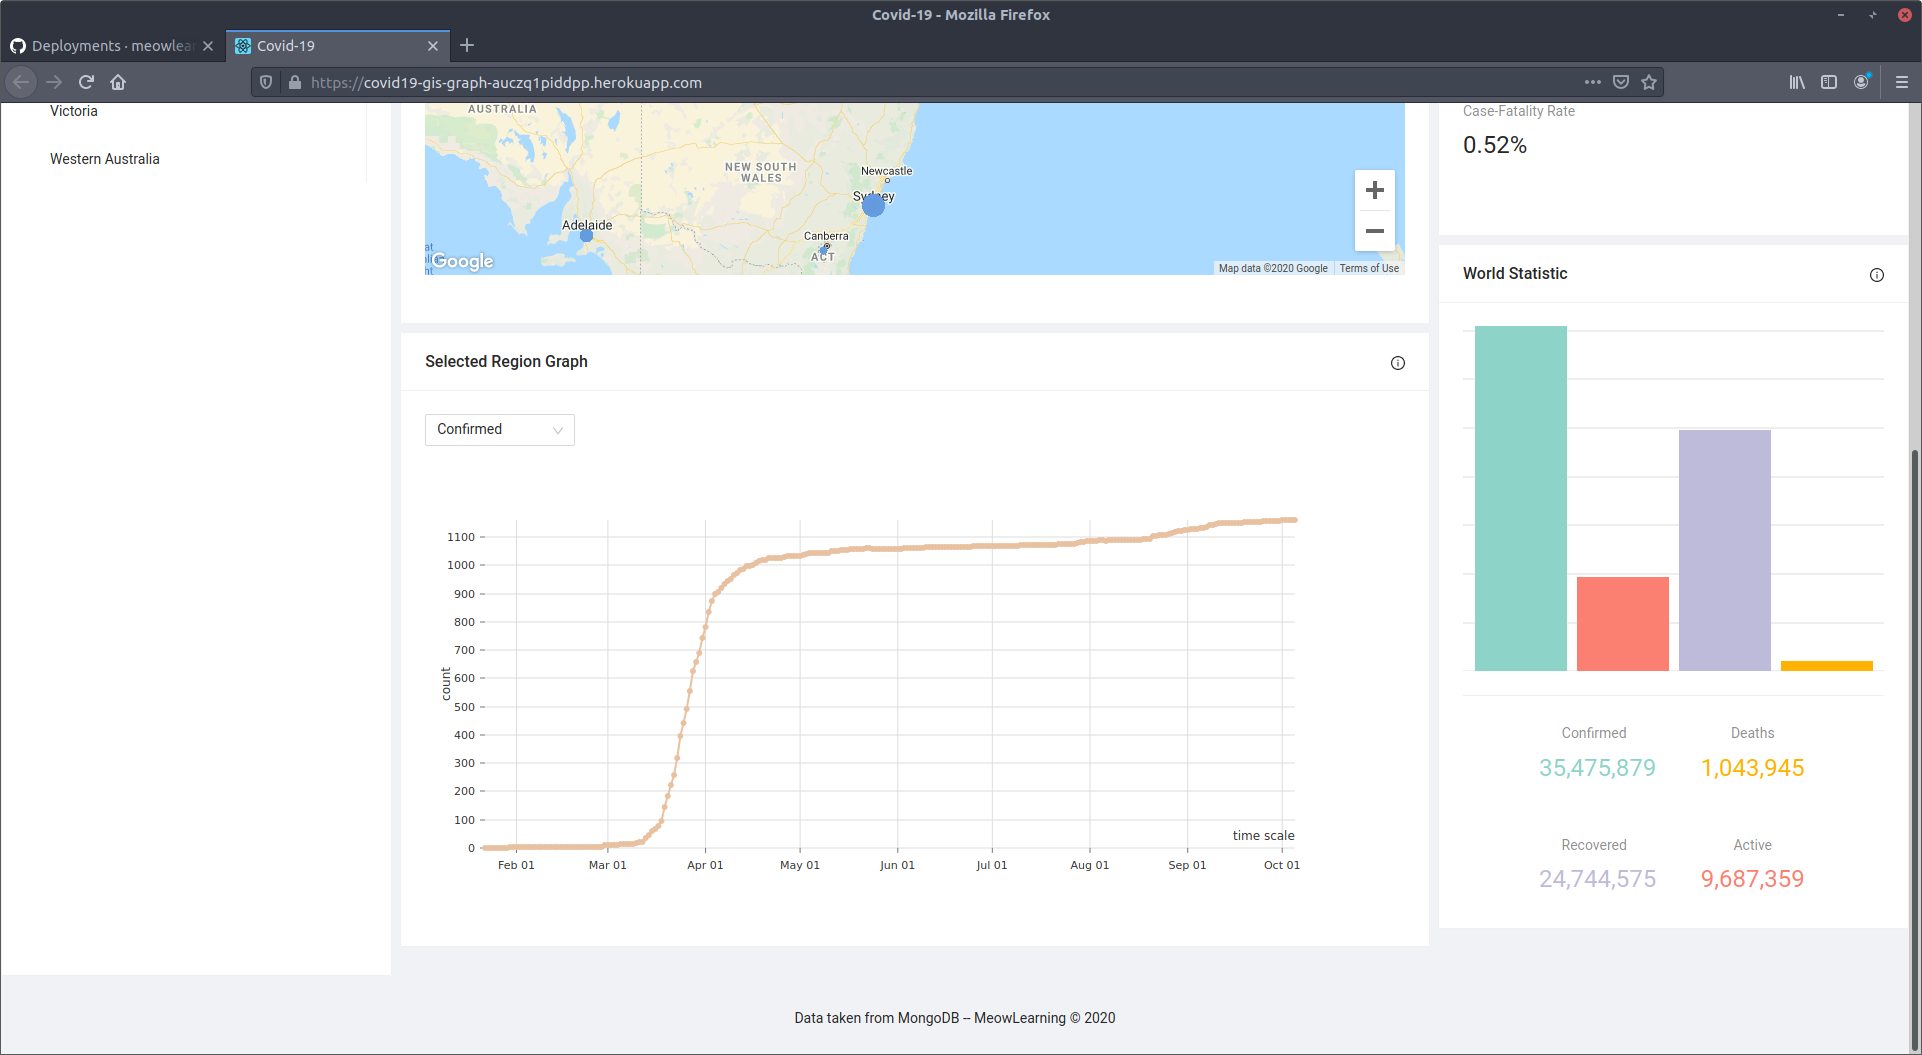 Covid-19 - Mozilla Firefox
Deployments · meowlea
Covid-19
https://covid19-gis-graph-auczq1piddpp.herokuapp.com
Victoria
Western Australia
AUSTRALIA
NEW SOUTH
WALES
Newcastle
Sydney
Adelaide
Canberra
ACT
Google
Map data ©2020 Google
Terms of Use
Selected Region Graph
Confirmed
1100
1000
900
800
700
600
500
400
300
200
100
0
count
time scale
Feb 01
Mar 01
Apr 01
May 01
Jun 01
Jul 01
Aug 01
Sep 01
Oct 01
Case-Fatality Rate
0.52%
World Statistic
Confirmed
Deaths
35,475,879
1,043,945
Recovered
Active
24,744,575
9,687,359
Data taken from MongoDB -- MeowLearning © 2020